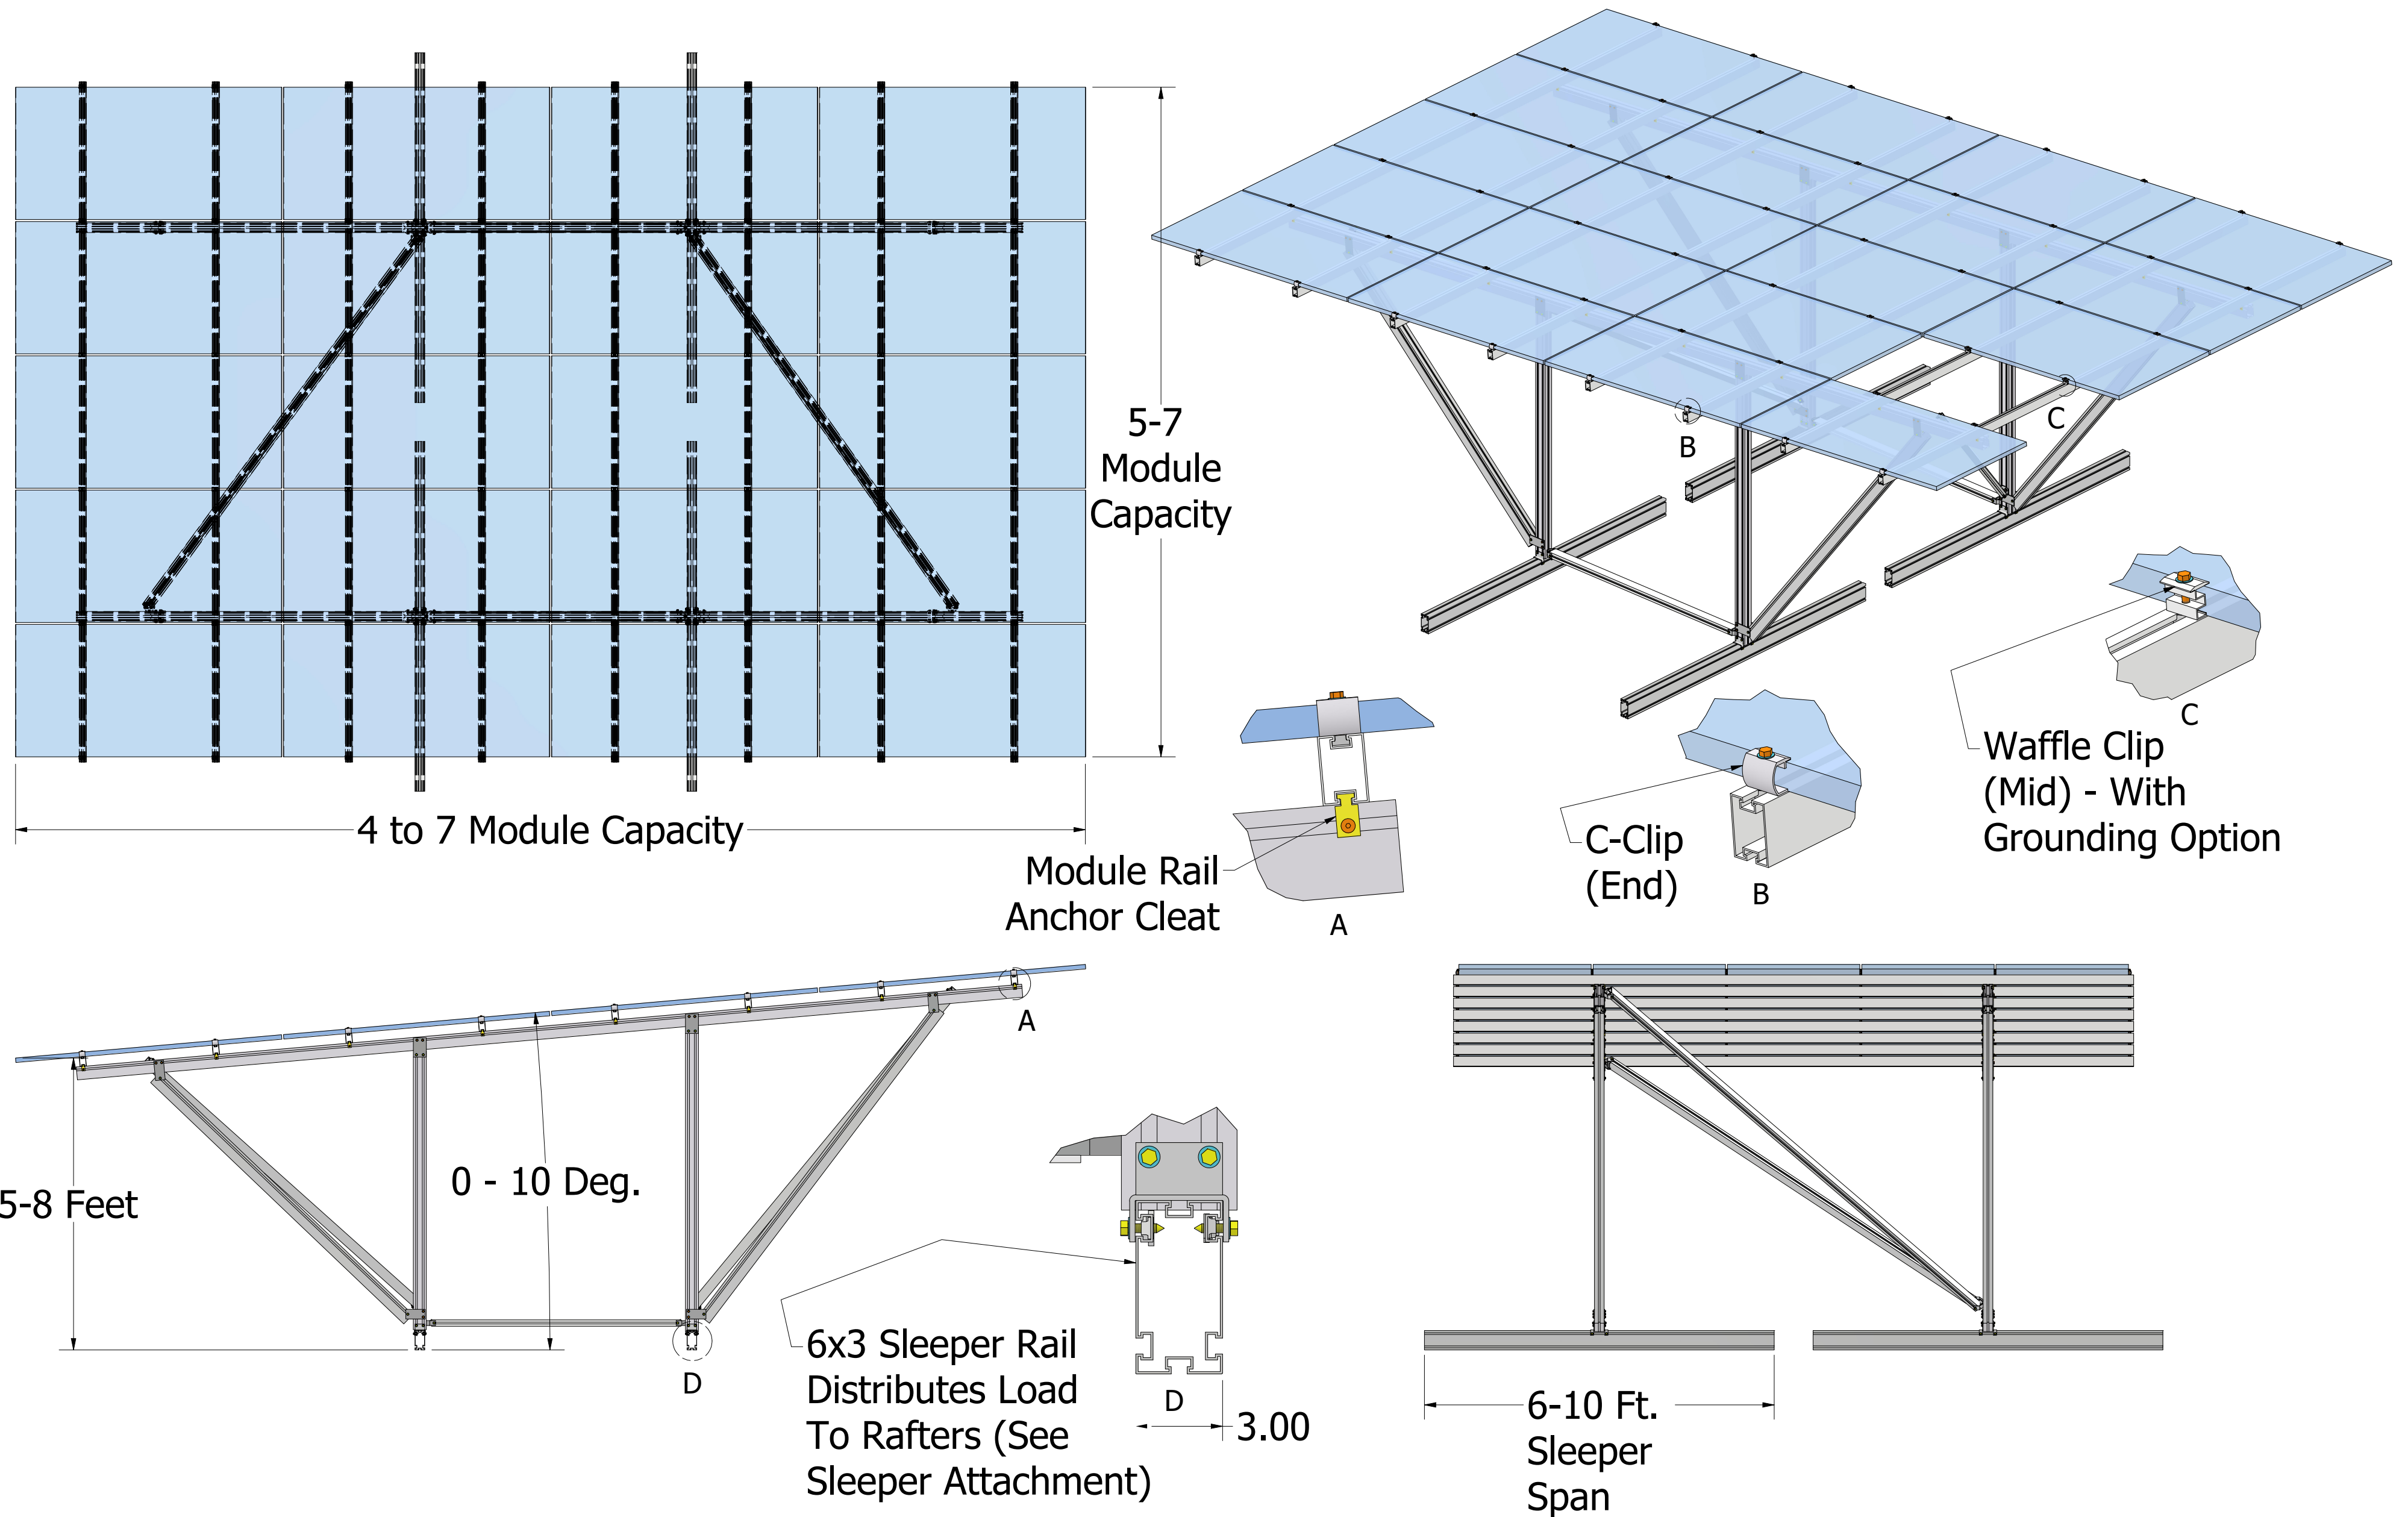 5-7
Module
Capacity
4 to 7 Module Capacity
B
C
Module Rail
Anchor Cleat
A
C-Clip
(End)
B
Waffle Clip
(Mid) - With
Grounding Option
C
5-8 Feet
0 - 10 Deg.
A
D
6x3 Sleeper Rail
Distributes Load
To Rafters (See
Sleeper Attachment)
D
3.00
6-10 Ft.
Sleeper
Span